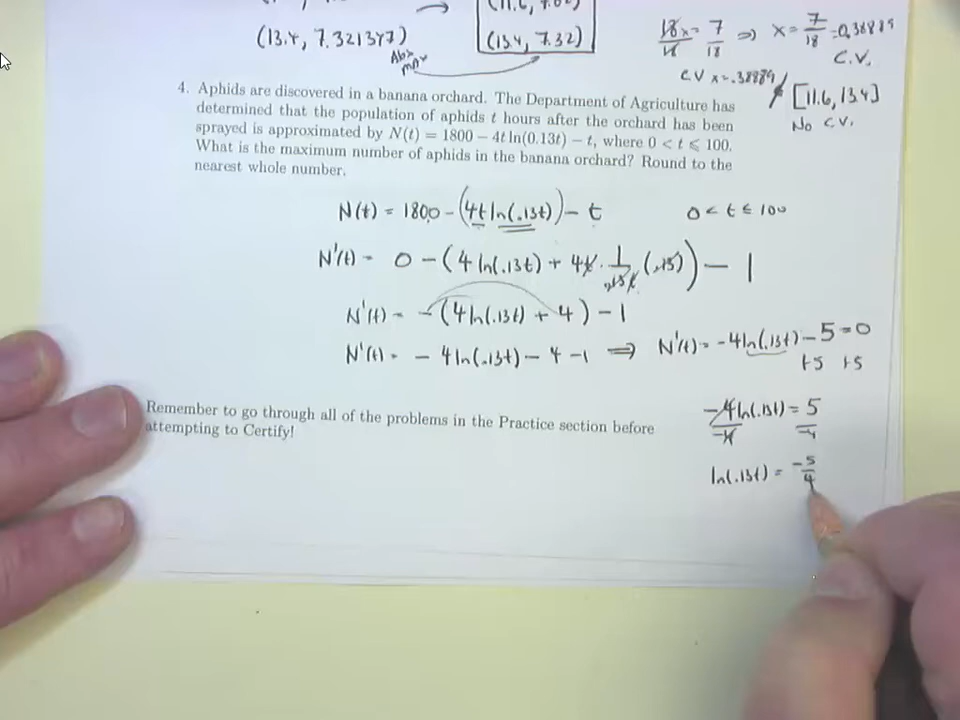 (11.6, 7.02)
(13.4, 7.321347) → (13.4, 7.32)
Abs
max
18x/18 = 7/18 ⇒ x = 7/18 = 0.38889
C.V.
CV x = .38889 ∉ [11.6, 13.4]
No C.V.
4. Aphids are discovered in a banana orchard. The Department of Agriculture has
determined that the population of aphids t hours after the orchard has been
sprayed is approximated by N(t) = 1800 − 4t ln(0.13t) − t, where 0 < t ⩽ 100.
What is the maximum number of aphids in the banana orchard? Round to the
nearest whole number.
N(t) = 1800 − (4t ln(.13t)) − t 0 < t ≤ 100
N'(t) = 0 − (4 ln(.13t) + 4t · 1/.13t (.13)) − 1
N'(t) = −(4 ln(.13t) + 4) − 1
N'(t) = − 4 ln(.13t) − 4 − 1 ⇒ N'(t) = −4 ln(.13t) − 5 = 0
+5 +5
−4 ln(.13t)/−4 = 5/−4
ln(.13t) = −5/4
Remember to go through all of the problems in the Practice section before
attempting to Certify!